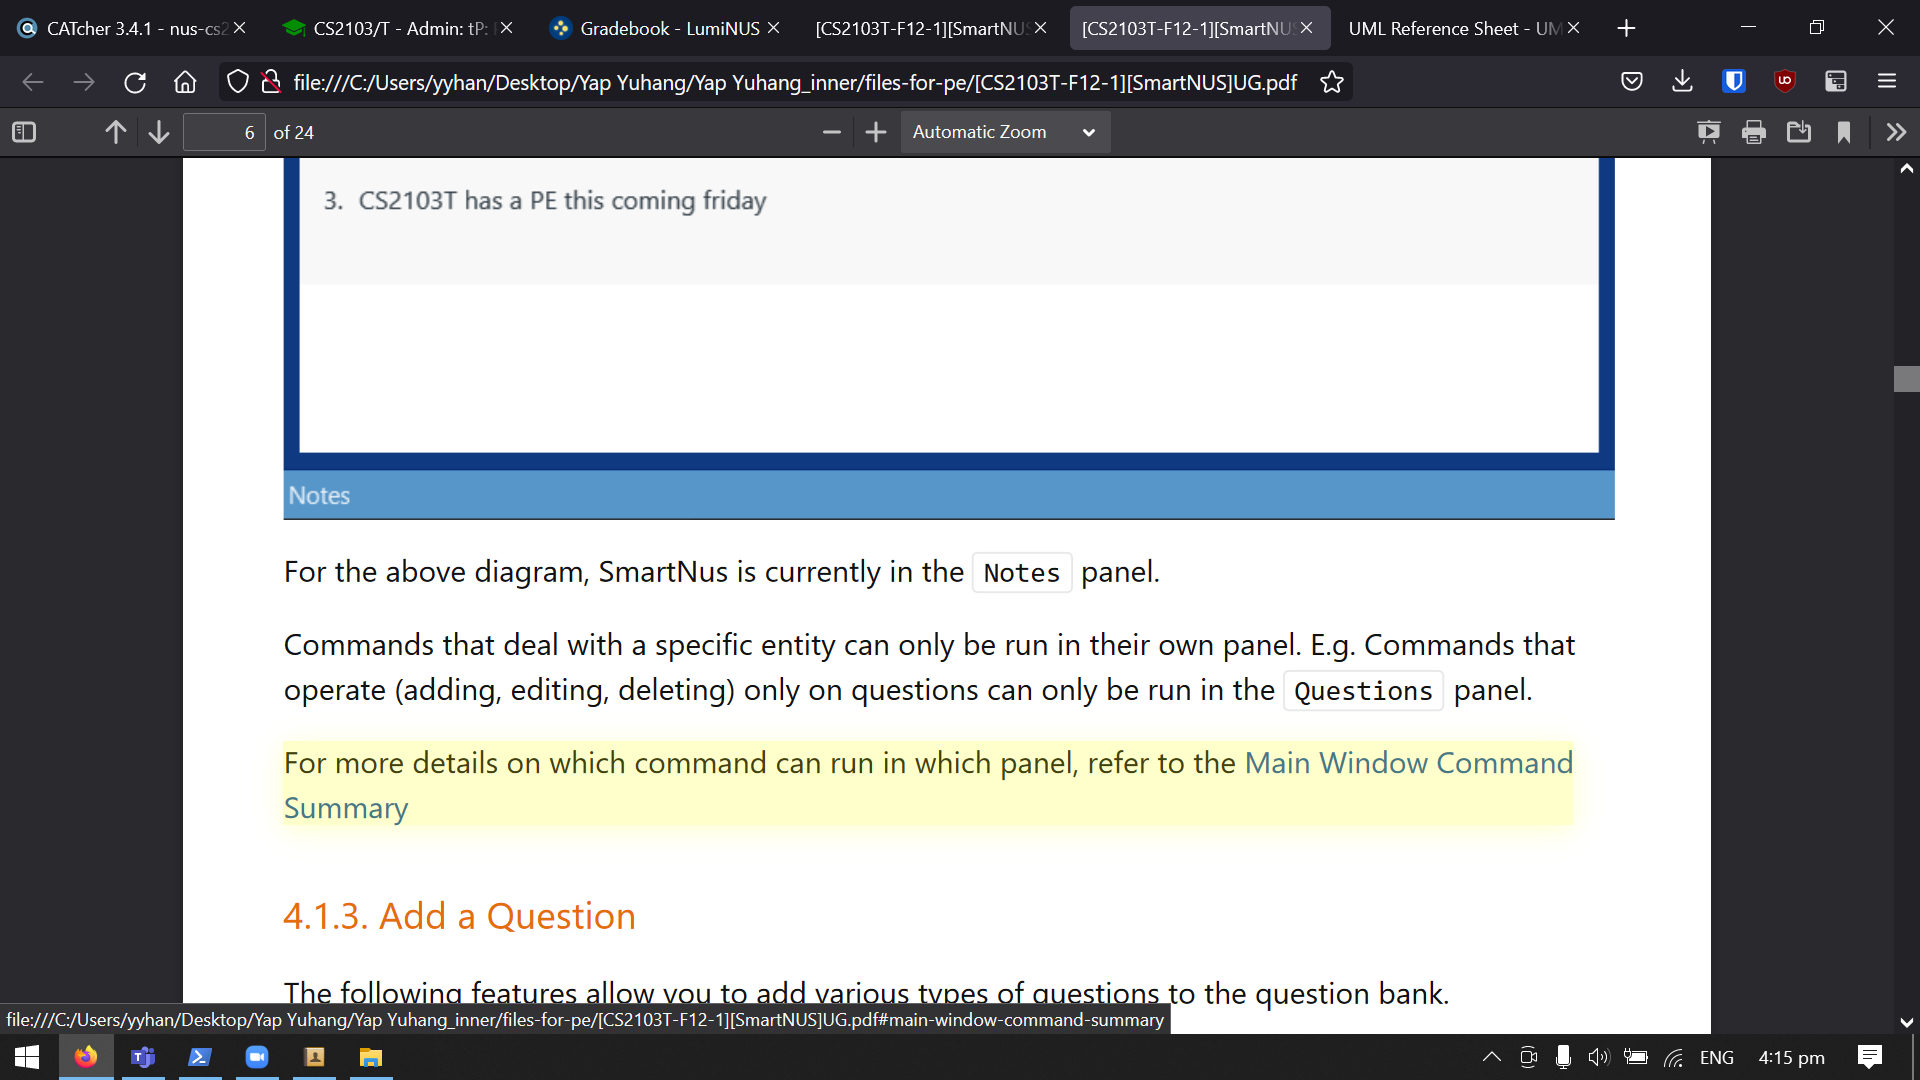 CATcher 3.4.1 - nus-cs2
CS2103/T - Admin: tP:
Gradebook - LumiNUS
[CS2103T-F12-1][SmartNUS
[CS2103T-F12-1][SmartNUS
UML Reference Sheet - UM
file:///C:/Users/yyhan/Desktop/Yap Yuhang/Yap Yuhang_inner/files-for-pe/[CS2103T-F12-1][SmartNUS]UG.pdf
6 of 24
Automatic Zoom
3. CS2103T has a PE this coming friday
Notes
For the above diagram, SmartNus is currently in the Notes panel.
Commands that deal with a specific entity can only be run in their own panel. E.g. Commands that
operate (adding, editing, deleting) only on questions can only be run in the Questions panel.
For more details on which command can run in which panel, refer to the Main Window Command
Summary
4.1.3. Add a Question
The following features allow you to add various types of questions to the question bank.
file:///C:/Users/yyhan/Desktop/Yap Yuhang/Yap Yuhang_inner/files-for-pe/[CS2103T-F12-1][SmartNUS]UG.pdf#main-window-command-summary
ENG
4:15 pm